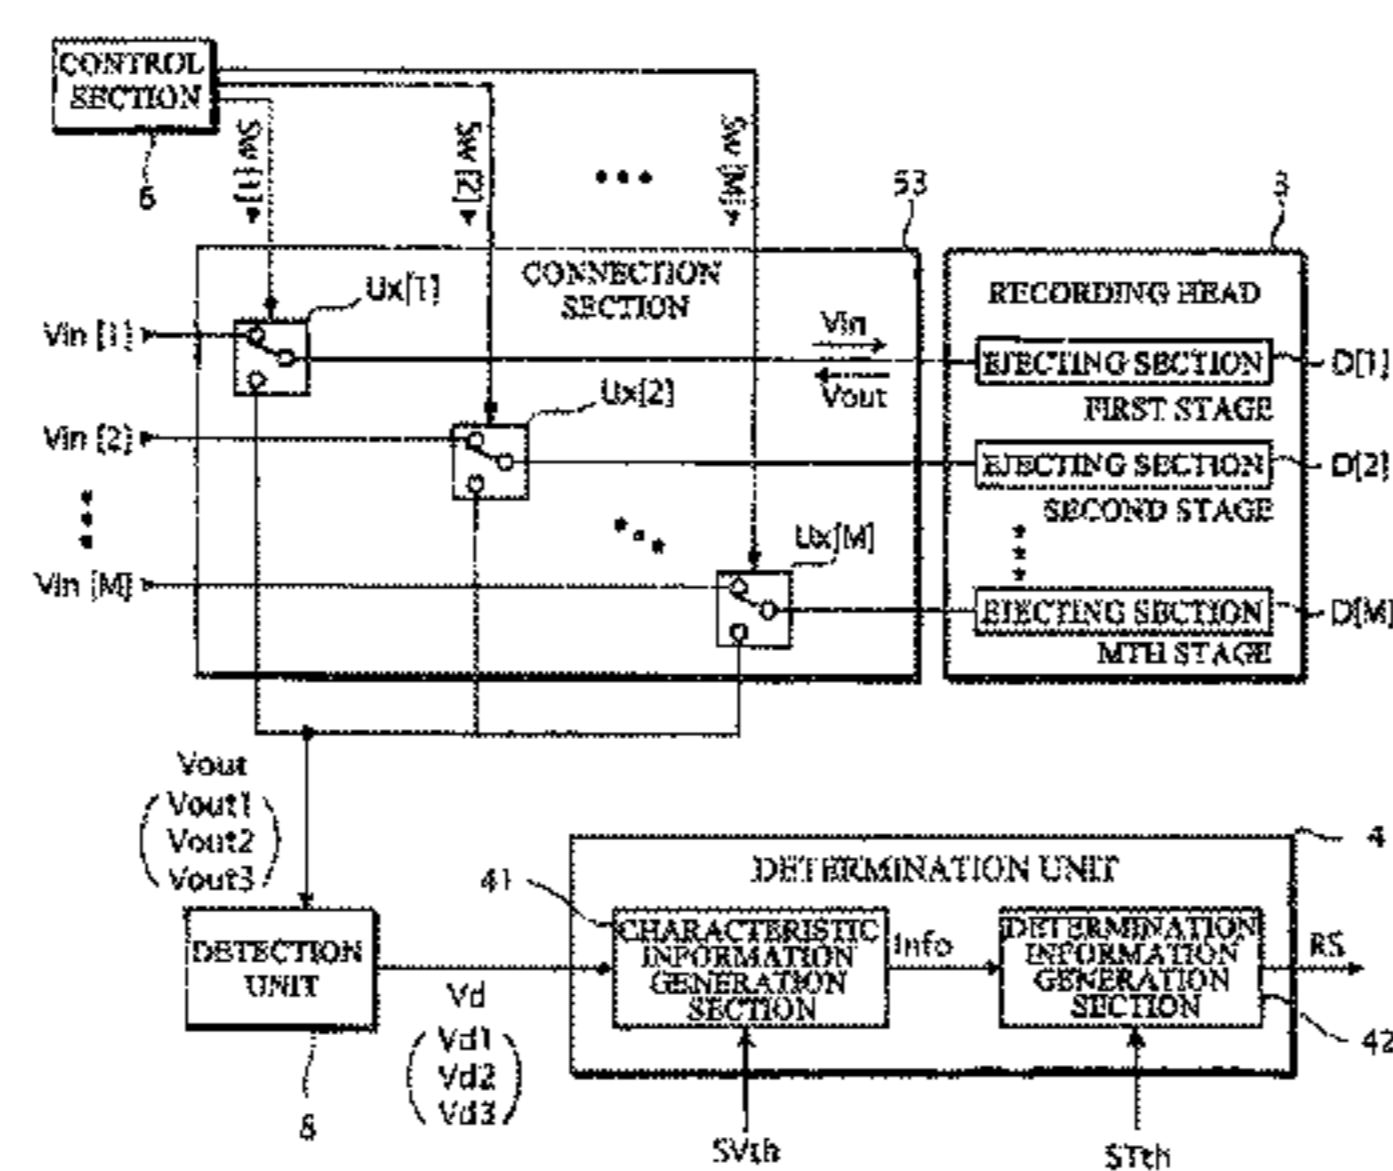 CONTROL
SECTION
6
Sw [1]
Sw [2]
Sw [M]
53
3
CONNECTION
SECTION
Ux[1]
Vin [1]
Vin
Vout
RECORDING HEAD
EJECTING SECTION
D[1]
FIRST STAGE
Ux[2]
Vin [2]
EJECTING SECTION
D[2]
SECOND STAGE
Ux[M]
Vin [M]
EJECTING SECTION
D[M]
MTH STAGE
Vout
Vout1
Vout2
Vout3
4
DETERMINATION UNIT
41
DETECTION
UNIT
8
Vd
Vd1
Vd2
Vd3
CHARACTERISTIC
INFORMATION
GENERATION
SECTION
Info
DETERMINATION
INFORMATION
GENERATION
SECTION
RS
42
SVth
STth